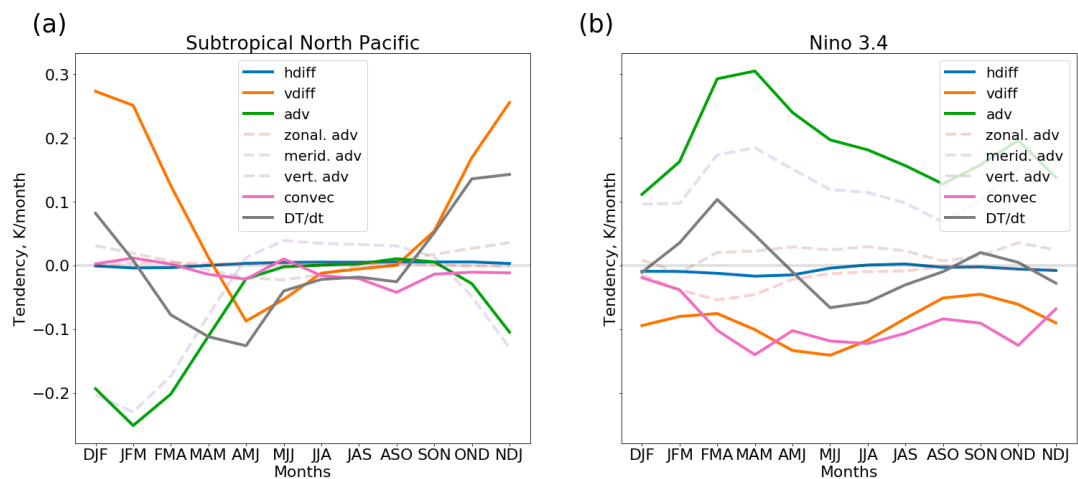 (a)
Subtropical North Pacific
Tendency, K/month
0.3
0.2
0.1
0.0
−0.1
−0.2
hdiff
vdiff
adv
zonal. adv
merid. adv
vert. adv
convec
DT/dt
DJF JFM FMA MAM AMJ MJJ JJA JAS ASO SON OND NDJ
Months
(b)
Nino 3.4
Tendency, K/month
hdiff
vdiff
adv
zonal. adv
merid. adv
vert. adv
convec
DT/dt
DJF JFM FMA MAM AMJ MJJ JJA JAS ASO SON OND NDJ
Months